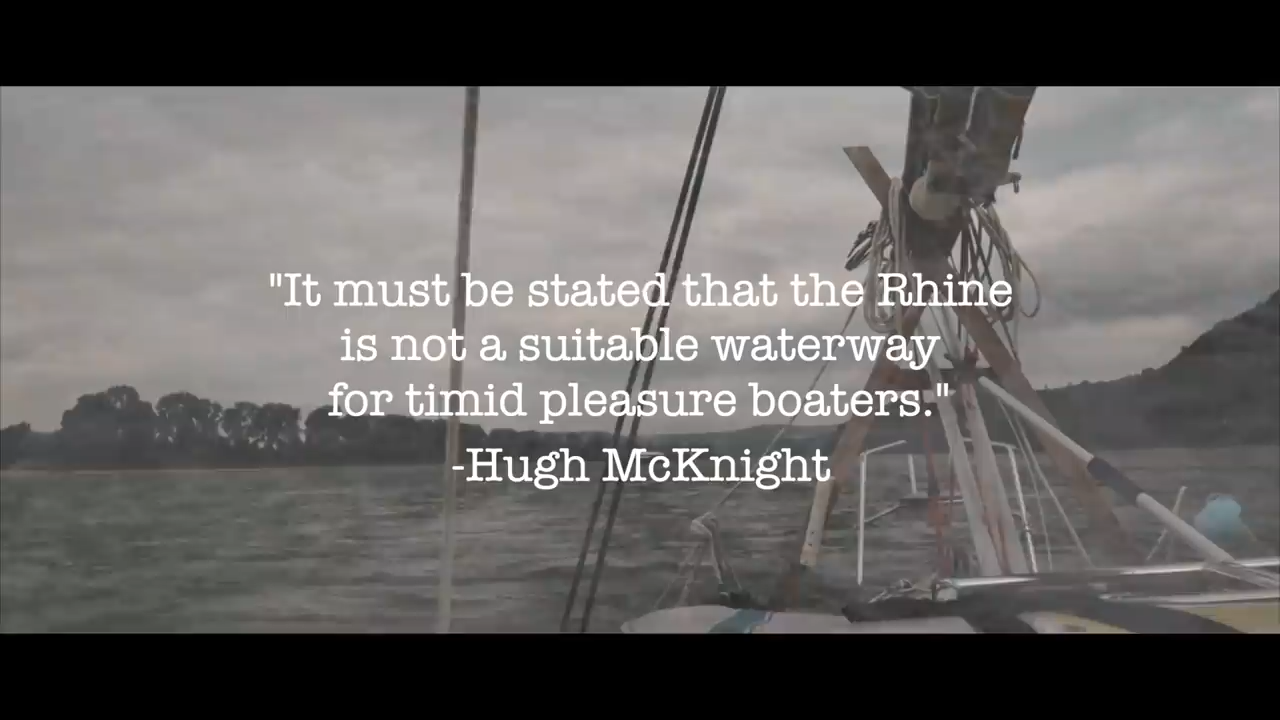 "It must be stated that the Rhine
is not a suitable waterway
for timid pleasure boaters."
-Hugh McKnight